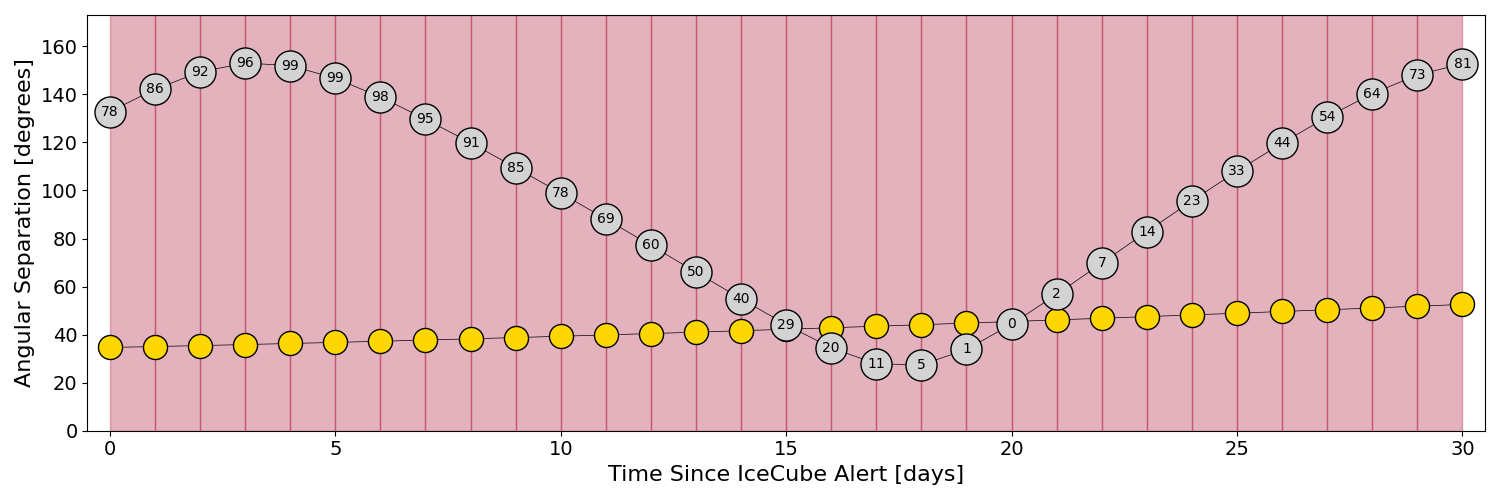 Angular Separation [degrees]
160
140
120
100
80
60
40
20
0
78 86 92 96 99 99 98 95 91 85 78 69 60 50 40 29 20 11 5 1 0 2 7 14 23 33 44 54 64 73 81
0 5 10 15 20 25 30
Time Since IceCube Alert [days]